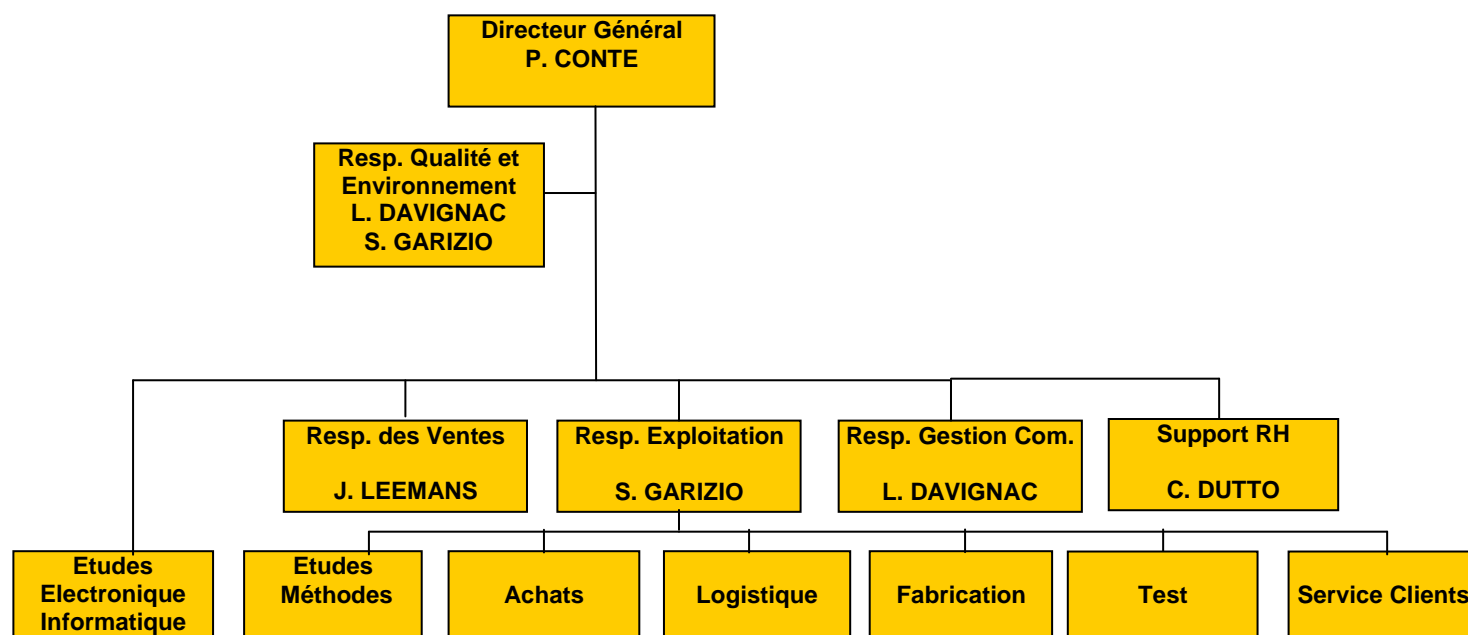 Directeur Général
P. CONTE
Resp. Qualité et
Environnement
L. DAVIGNAC
S. GARIZIO
Resp. des Ventes
J. LEEMANS
Resp. Exploitation
S. GARIZIO
Resp. Gestion Com.
L. DAVIGNAC
Support RH
C. DUTTO
Etudes
Electronique
Informatique
Etudes
Méthodes
Achats
Logistique
Fabrication
Test
Service Clients